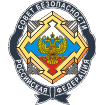 СОВЕТ БЕЗОПАСНОСТИ
РОССИЙСКАЯ ФЕДЕРАЦИЯ